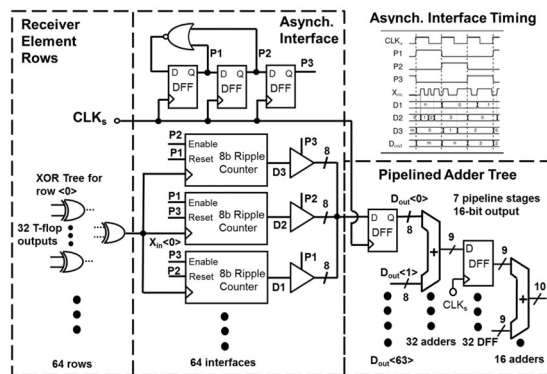 Receiver
Element
Rows
Asynch.
Interface
P1
P2
P3
D Q
DFF
D Q
DFF
D Q
DFF
CLKs
P2
P1
Enable
Reset
8b Ripple
Counter
D3
P3
8
XOR Tree for
row <0>
32 T-flop
outputs
Xin<0>
P1
P3
Enable
Reset
8b Ripple
Counter
D2
P2
8
P3
P2
Enable
Reset
8b Ripple
Counter
D1
P1
8
64 rows
64 interfaces
Asynch. Interface Timing
CLKs
P1
P2
P3
Xin
D1
D2
D3
Dout
Pipelined Adder Tree
Dout<0>
7 pipeline stages
16-bit output
D Q
DFF
8
Dout<1>
8
+
9
D
DFF
CLKs
9
9
+
10
32 adders
32 DFF
16 adders
Dout<63>